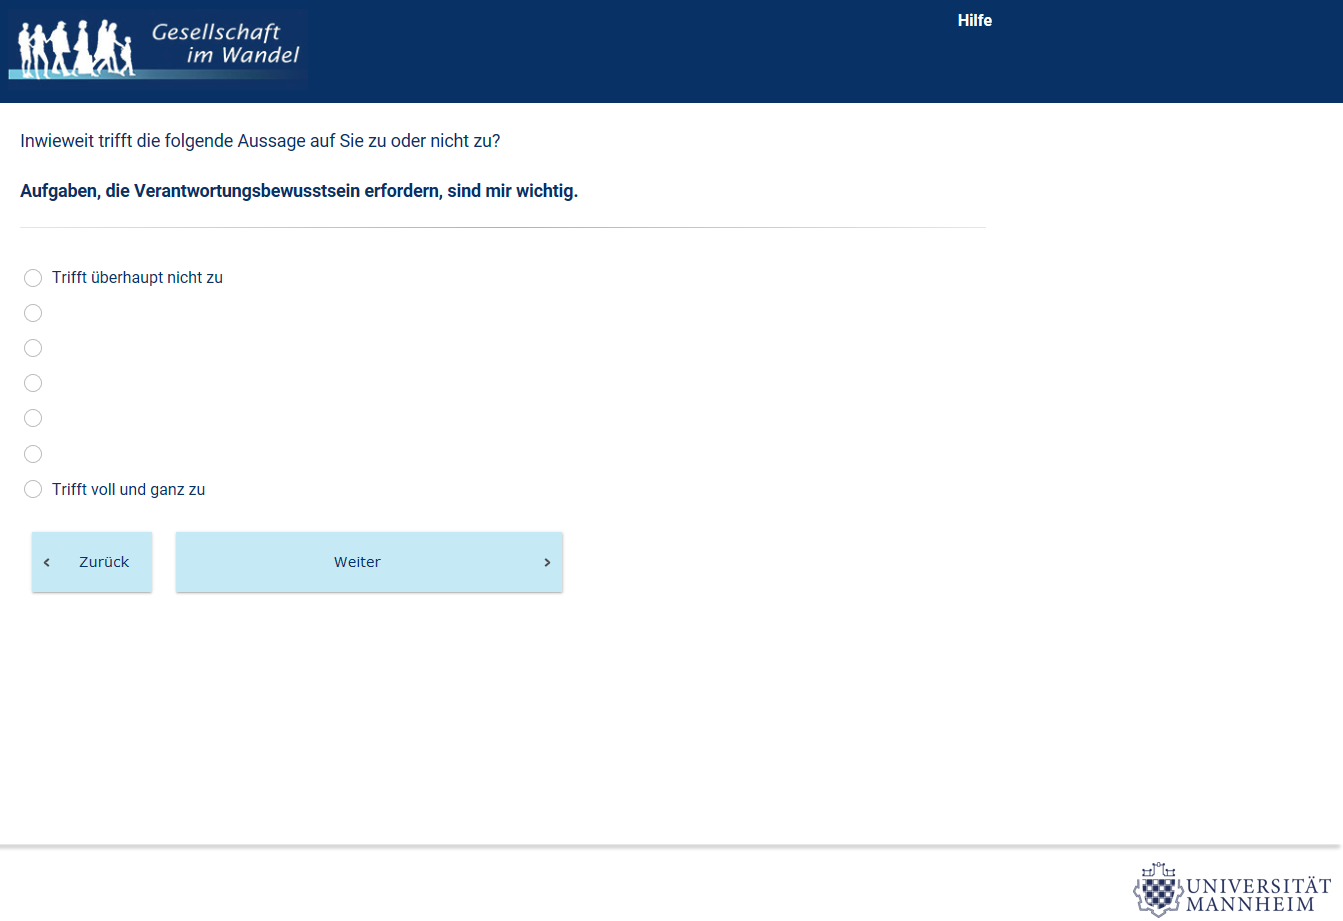 Gesellschaft
im Wandel
Hilfe
Inwieweit trifft die folgende Aussage auf Sie zu oder nicht zu?
Aufgaben, die Verantwortungsbewusstsein erfordern, sind mir wichtig.
Trifft überhaupt nicht zu
Trifft voll und ganz zu
‹ Zurück
Weiter ›
UNIVERSITÄT
MANNHEIM